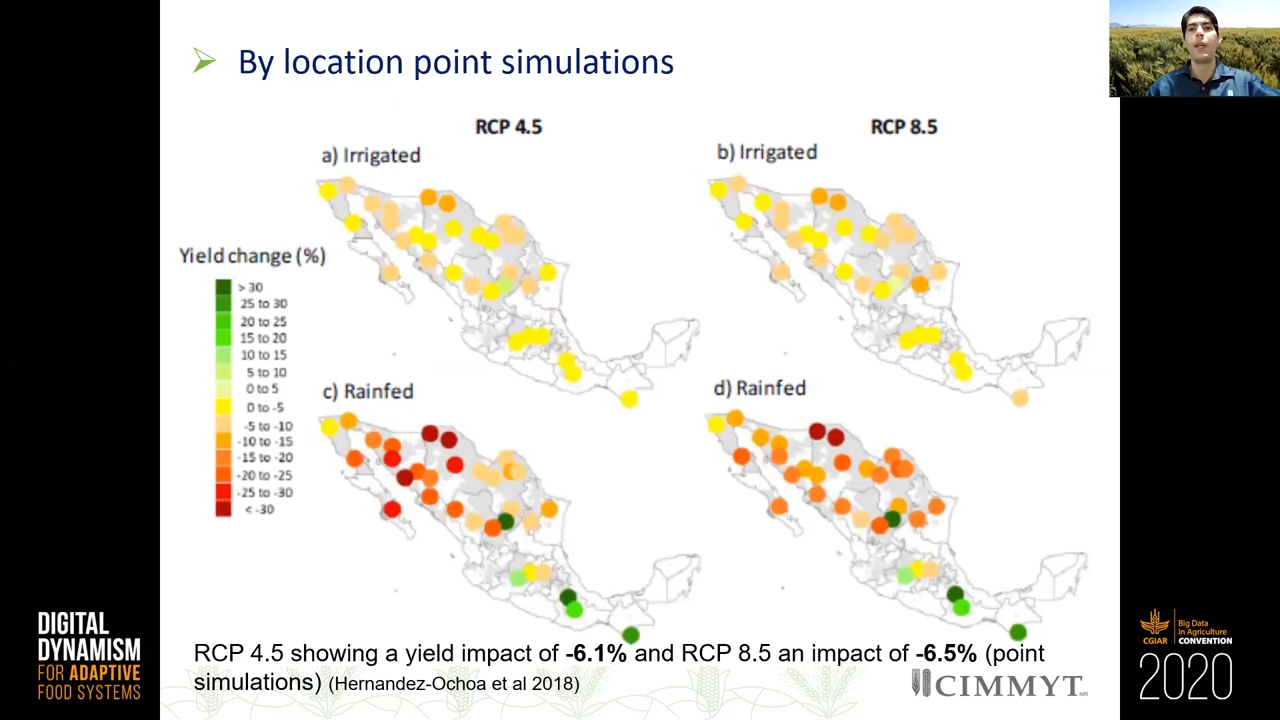 By location point simulations
RCP 4.5
RCP 8.5
a) Irrigated
b) Irrigated
Yield change (%)
> 30
25 to 30
20 to 25
15 to 20
10 to 15
5 to 10
0 to 5
0 to -5
-5 to -10
-10 to -15
-15 to -20
-20 to -25
-25 to -30
< -30
c) Rainfed
d) Rainfed
RCP 4.5 showing a yield impact of -6.1% and RCP 8.5 an impact of -6.5% (point
simulations) (Hernandez-Ochoa et al 2018)
CIMMYT MR
DIGITAL
DYNAMISM
FOR ADAPTIVE
FOOD SYSTEMS
CGIAR
Big Data
in Agriculture
CONVENTION
2020